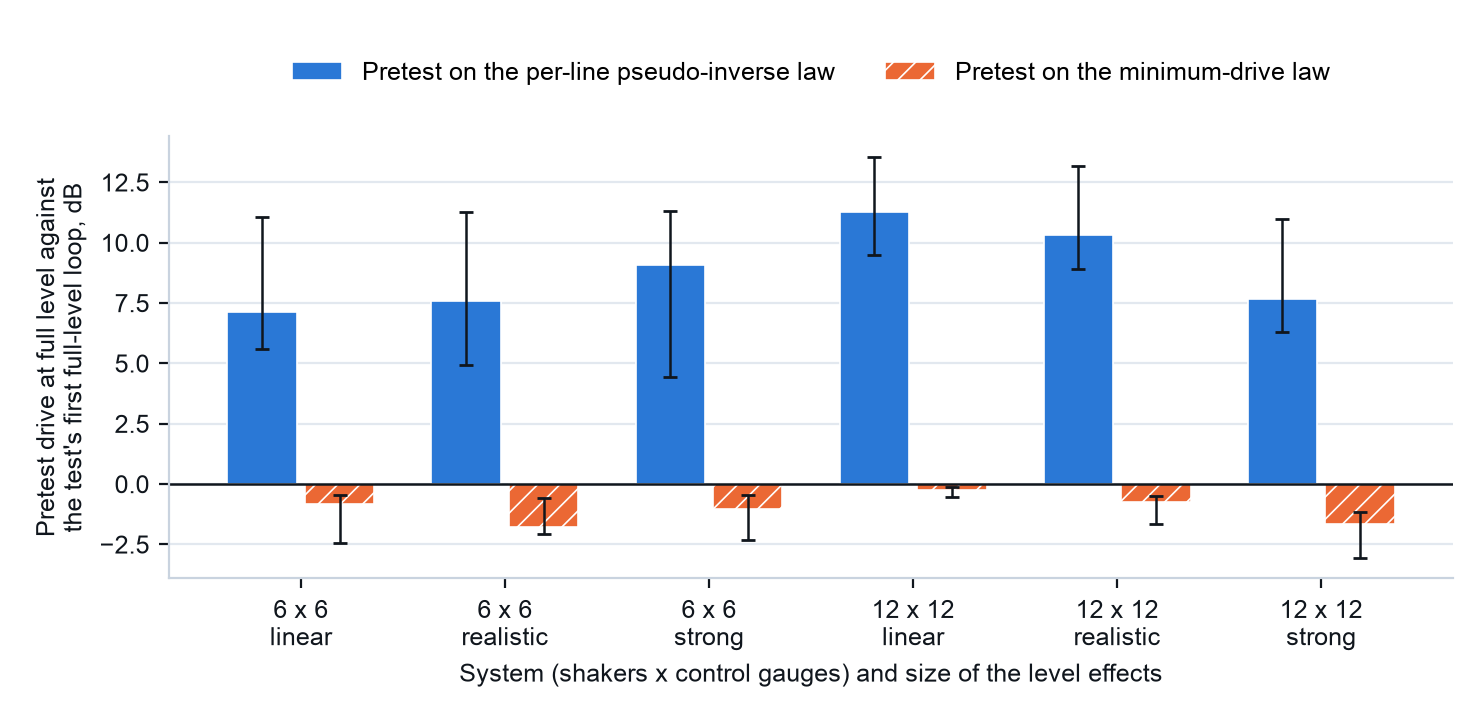 Pretest on the per-line pseudo-inverse law
Pretest on the minimum-drive law
Pretest drive at full level against
the test's first full-level loop, dB
12.5
10.0
7.5
5.0
2.5
0.0
−2.5
6 x 6
linear
6 x 6
realistic
6 x 6
strong
12 x 12
linear
12 x 12
realistic
12 x 12
strong
System (shakers x control gauges) and size of the level effects